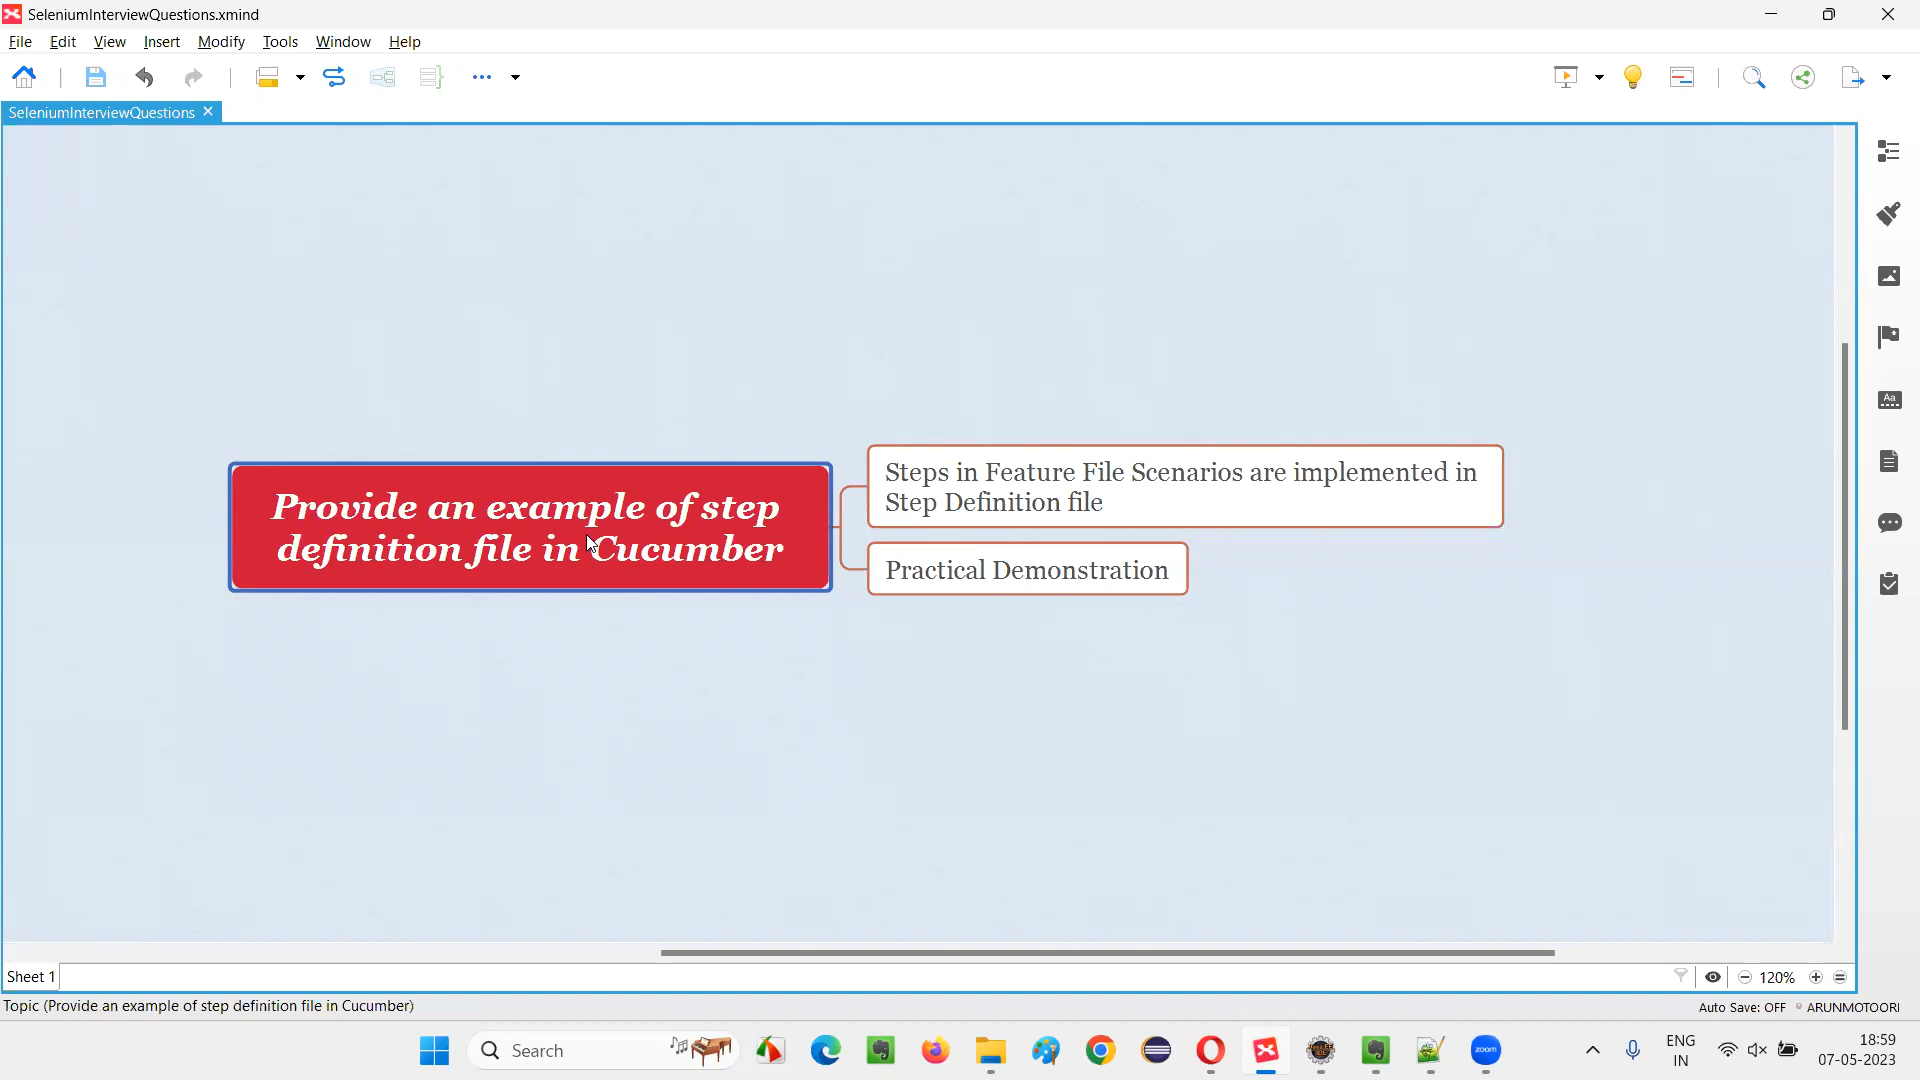 SeleniumInterviewQuestions.xmind
File Edit View Insert Modify Tools Window Help
SeleniumInterviewQuestions
Provide an example of step
definition file in Cucumber
Steps in Feature File Scenarios are implemented in
Step Definition file
Practical Demonstration
Aa
Sheet 1
120%
Topic (Provide an example of step definition file in Cucumber)
Auto Save: OFF ARUNMOTOORI
Search
zoom
ENG
IN
18:59
07-05-2023